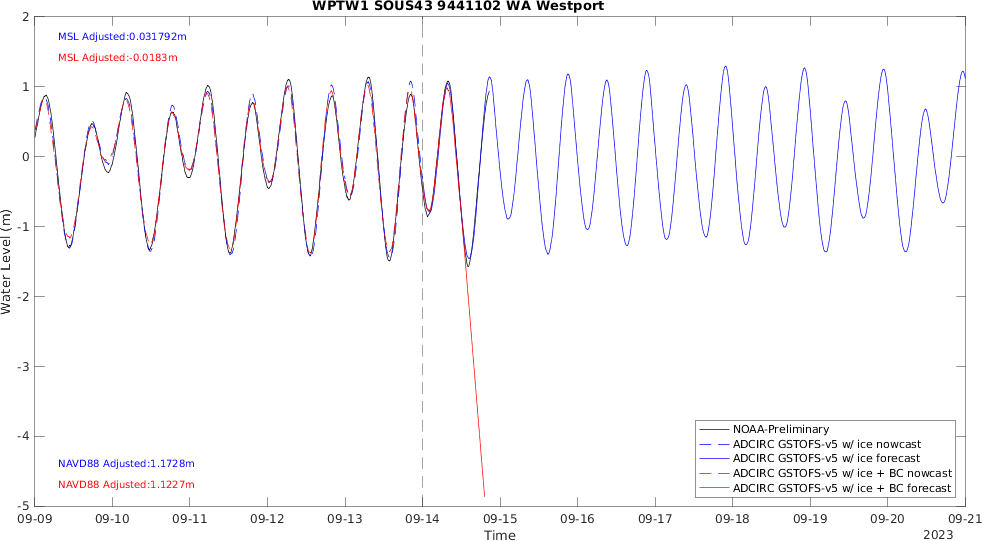 WPTW1 SOUS43 9441102 WA Westport
MSL Adjusted:0.031792m
MSL Adjusted:-0.0183m
2
1
0
-1
-2
-3
-4
-5
Water Level (m)
NAVD88 Adjusted:1.1728m
NAVD88 Adjusted:1.1227m
NOAA-Preliminary
ADCIRC GSTOFS-v5 w/ ice nowcast
ADCIRC GSTOFS-v5 w/ ice forecast
ADCIRC GSTOFS-v5 w/ ice + BC nowcast
ADCIRC GSTOFS-v5 w/ ice + BC forecast
09-09 09-10 09-11 09-12 09-13 09-14 09-15 09-16 09-17 09-18 09-19 09-20 09-21
Time
2023